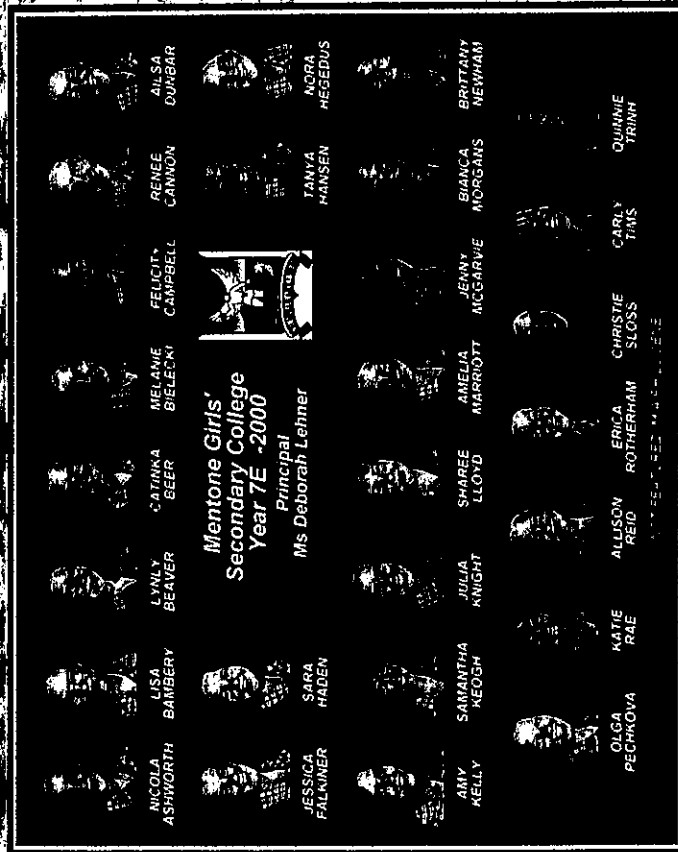 NICOLA
ASHWORTH
LISA
BAMBERY
LYNLY
BEAVER
CATINKA
BEER
MELANIE
BIELECKI
FELICITY
CAMPBELL
RENEE
CANNON
AILSA
DUNBAR
JESSICA
FALKINER
SARA
HADEN
Mentone Girls'
Secondary College
Year 7E -2000
Principal
Ms Deborah Lehner
TANYA
HANSEN
NORA
HEGEDUS
AMY
KELLY
SAMANTHA
KEOGH
JULIA
KNIGHT
SHAREE
LLOYD
AMELIA
MARRIOTT
JENNY
MCGARVIE
BIANCA
MORGANS
BRITTANY
NEWHAM
OLGA
PECHKOVA
KATIE
RAE
ALLISON
REID
ERICA
ROTHERHAM
CHRISTIE
SLOSS
CARLY
TIMS
QUINNIE
TRINH